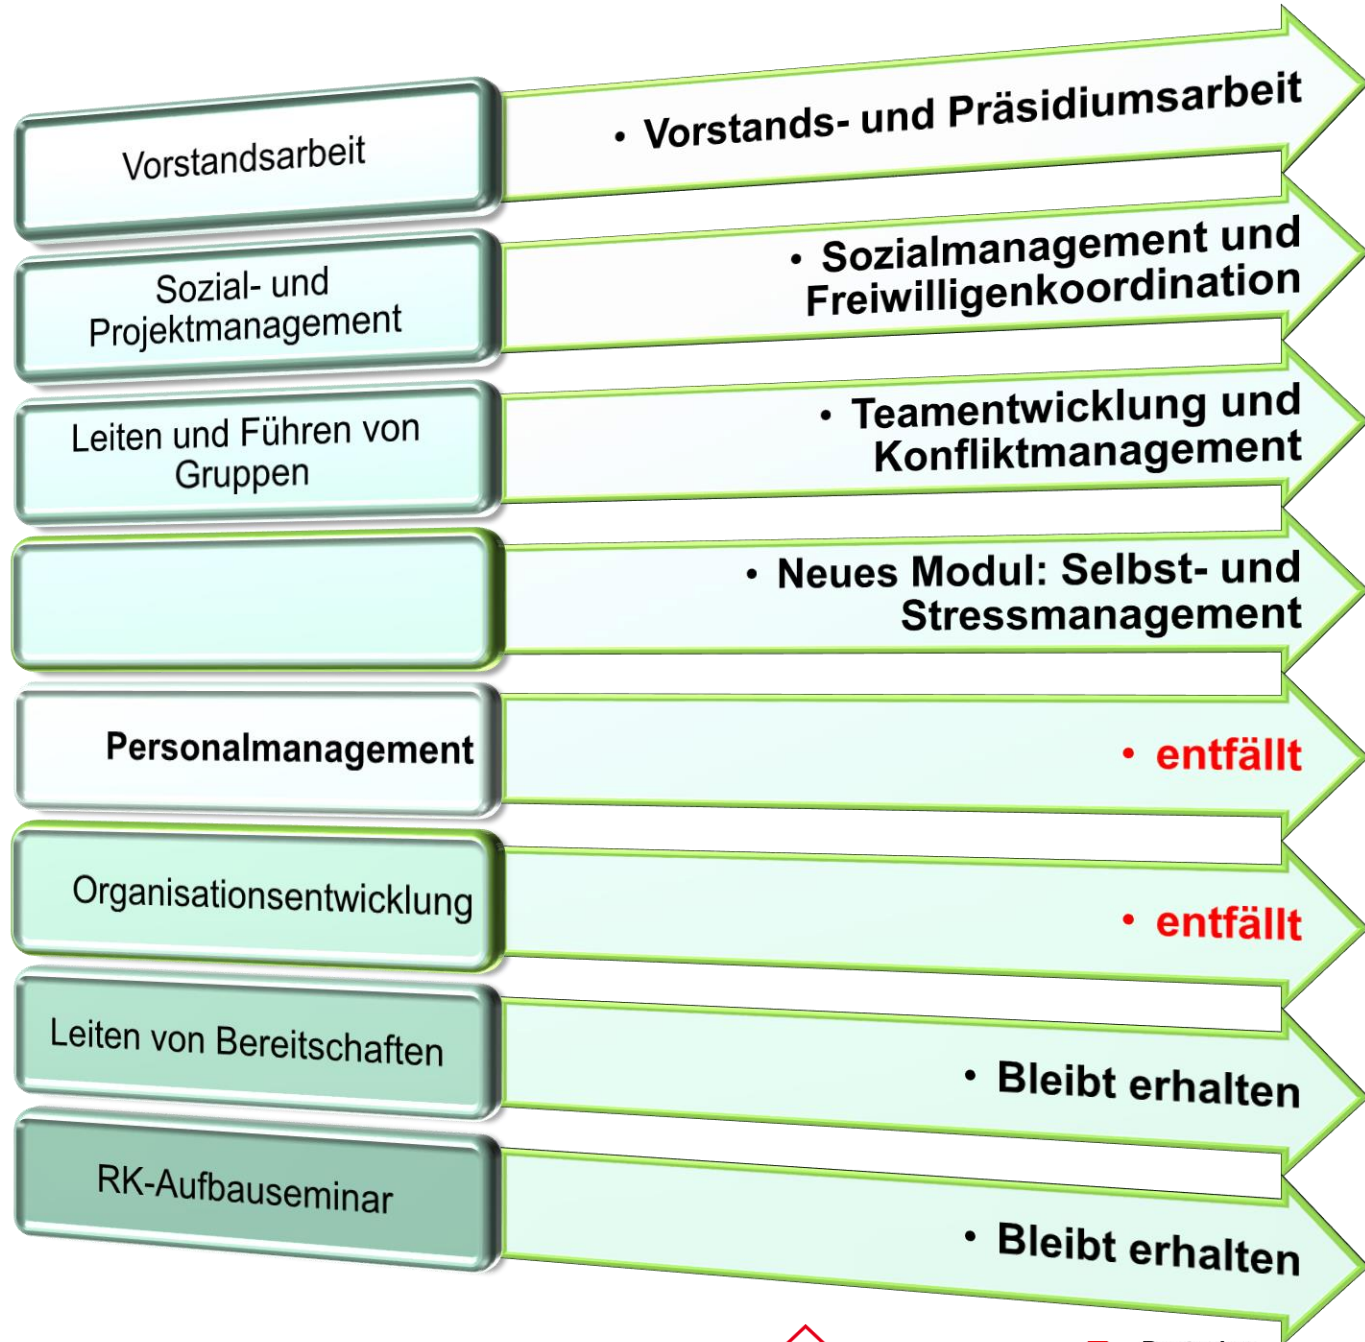 Vorstandsarbeit
• Vorstands- und Präsidiumsarbeit
Sozial- und
Projektmanagement
• Sozialmanagement und
Freiwilligenkoordination
Leiten und Führen von
Gruppen
• Teamentwicklung und
Konfliktmanagement
• Neues Modul: Selbst- und
Stressmanagement
Personalmanagement
• entfällt
Organisationsentwicklung
• entfällt
Leiten von Bereitschaften
• Bleibt erhalten
RK-Aufbauseminar
• Bleibt erhalten